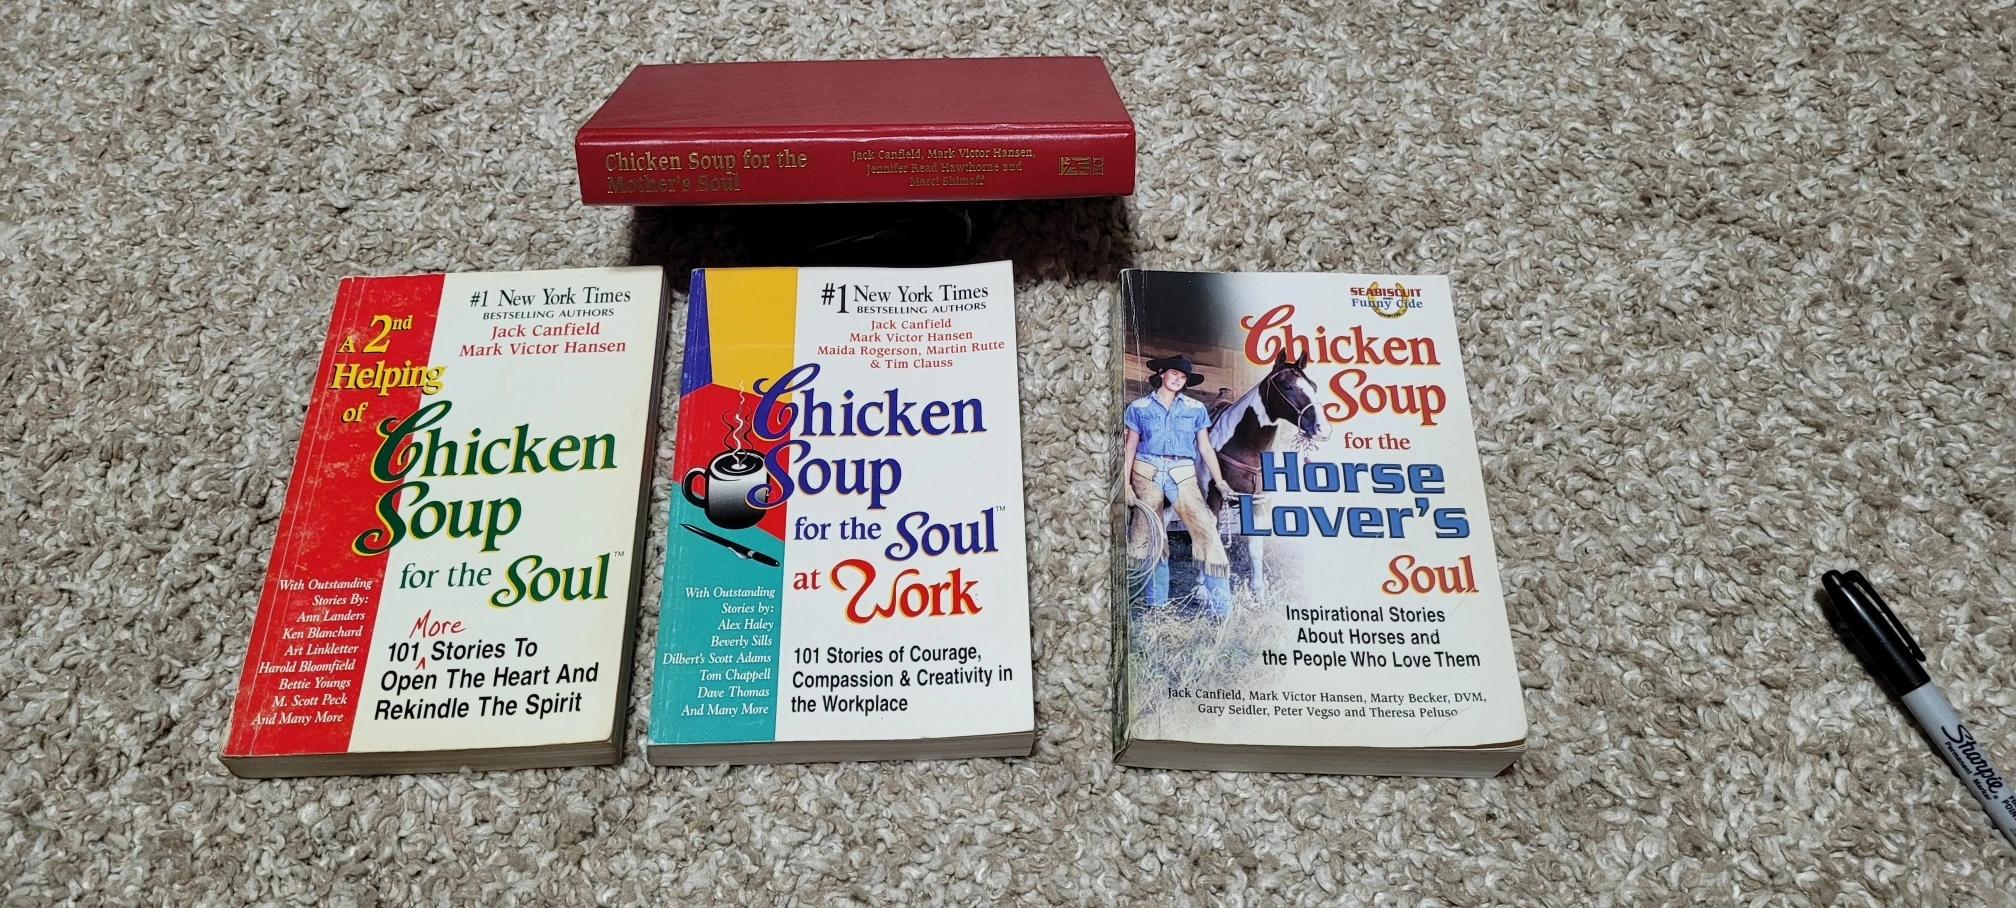 Chicken Soup for the
Mother's Soul
Jack Canfield, Mark Victor Hansen,
Jennifer Read Hawthorne and
Marci Shimoff
A 2nd
Helping
of
#1 New York Times
BESTSELLING AUTHORS
Jack Canfield
Mark Victor Hansen
Chicken
Soup
for the Soul™
With Outstanding
Stories By:
Ann Landers
Ken Blanchard
Art Linkletter
Harold Bloomfield
Bettie Youngs
M. Scott Peck
And Many More
More
101 Stories To
Open The Heart And
Rekindle The Spirit
#1 New York Times
BESTSELLING AUTHORS
Jack Canfield
Mark Victor Hansen
Maida Rogerson, Martin Rutte
& Tim Clauss
Chicken
Soup
for the Soul™
at Work
With Outstanding
Stories by:
Alex Haley
Beverly Sills
Dilbert's Scott Adams
Tom Chappell
Dave Thomas
And Many More
101 Stories of Courage,
Compassion & Creativity in
the Workplace
SEABISCUIT
AND
Funny Cide
Chicken
Soup
for the
Horse
Lover's
Soul
Inspirational Stories
About Horses and
the People Who Love Them
Jack Canfield, Mark Victor Hansen, Marty Becker, DVM,
Gary Seidler, Peter Vegso and Theresa Peluso
Sharpie
Permanent Marker